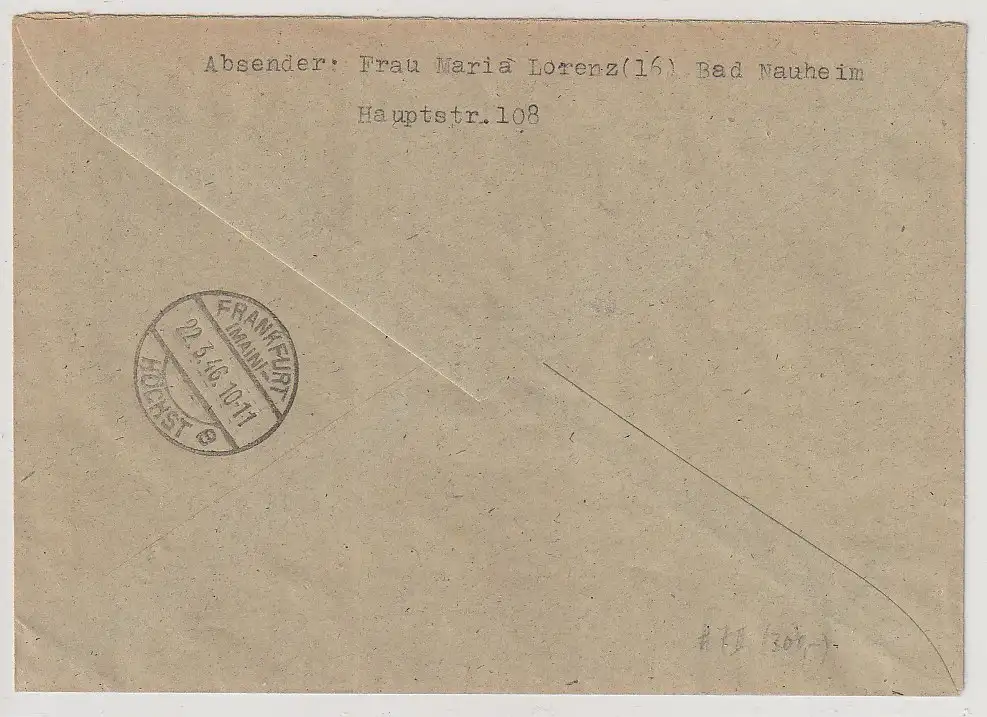 Absender: Frau Maria Lorenz(16) Bad Nauheim
Hauptstr.108
FRANKFURT
(MAIN)
22.3.46.10-11
HÖCHST